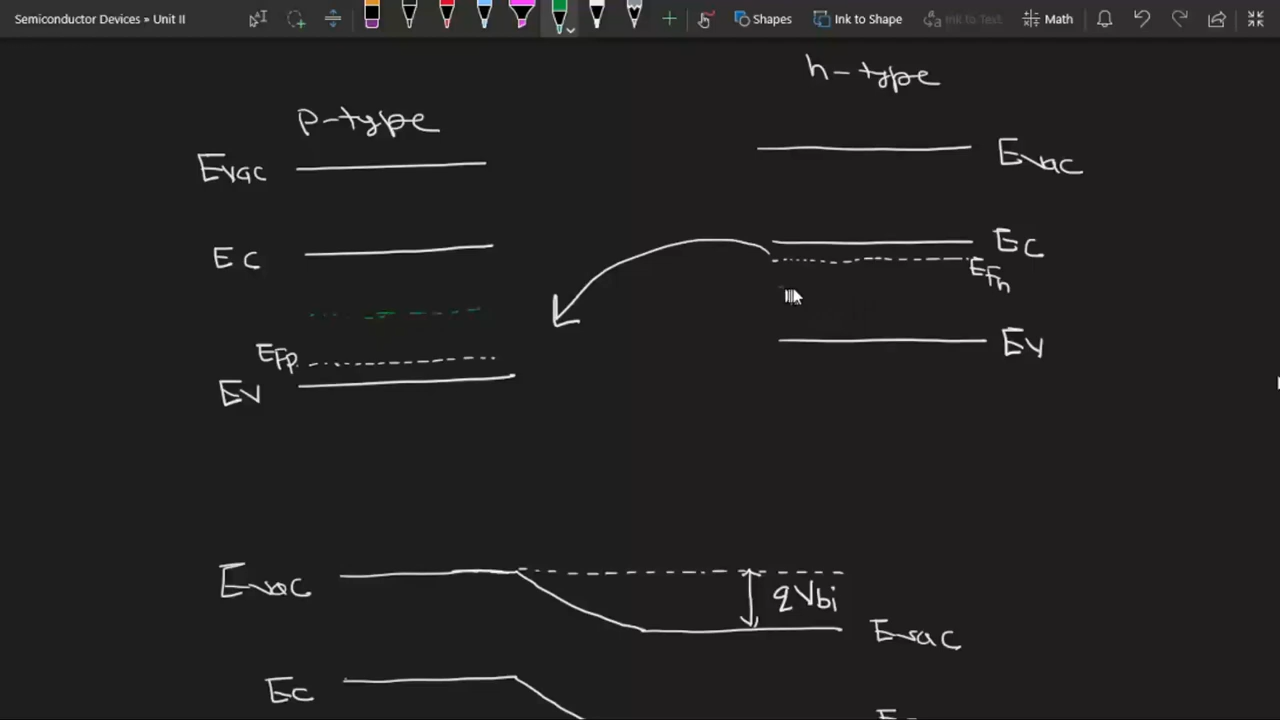 Semiconductor Devices » Unit II
Shapes
Ink to Shape
Ink to Text
Math
n-type
p-type
Evac
Evac
Ec
Ec
EFn
EFp
Ev
Ev
Evac
qVbi
Evac
Ec